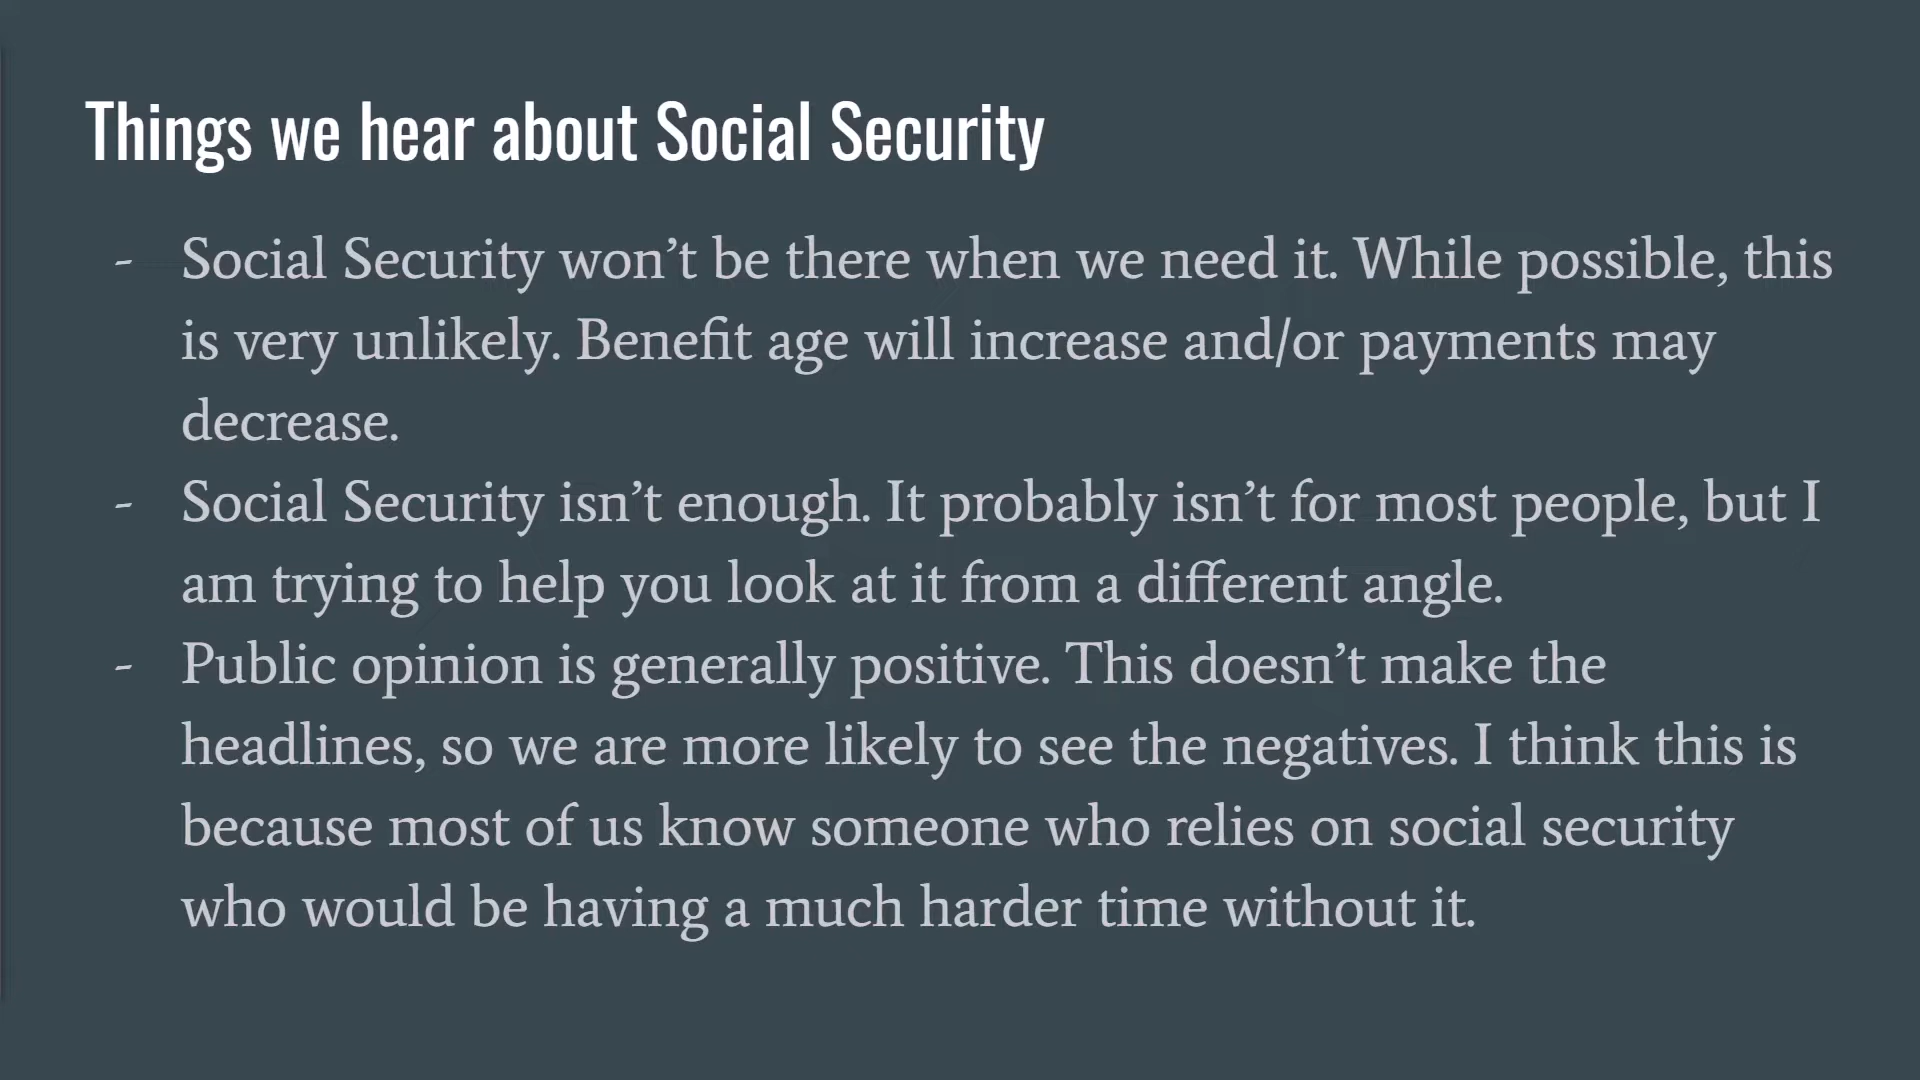 Things we hear about Social Security
- Social Security won’t be there when we need it. While possible, this
is very unlikely. Benefit age will increase and/or payments may
decrease.
- Social Security isn’t enough. It probably isn’t for most people, but I
am trying to help you look at it from a different angle.
- Public opinion is generally positive. This doesn’t make the
headlines, so we are more likely to see the negatives. I think this is
because most of us know someone who relies on social security
who would be having a much harder time without it.